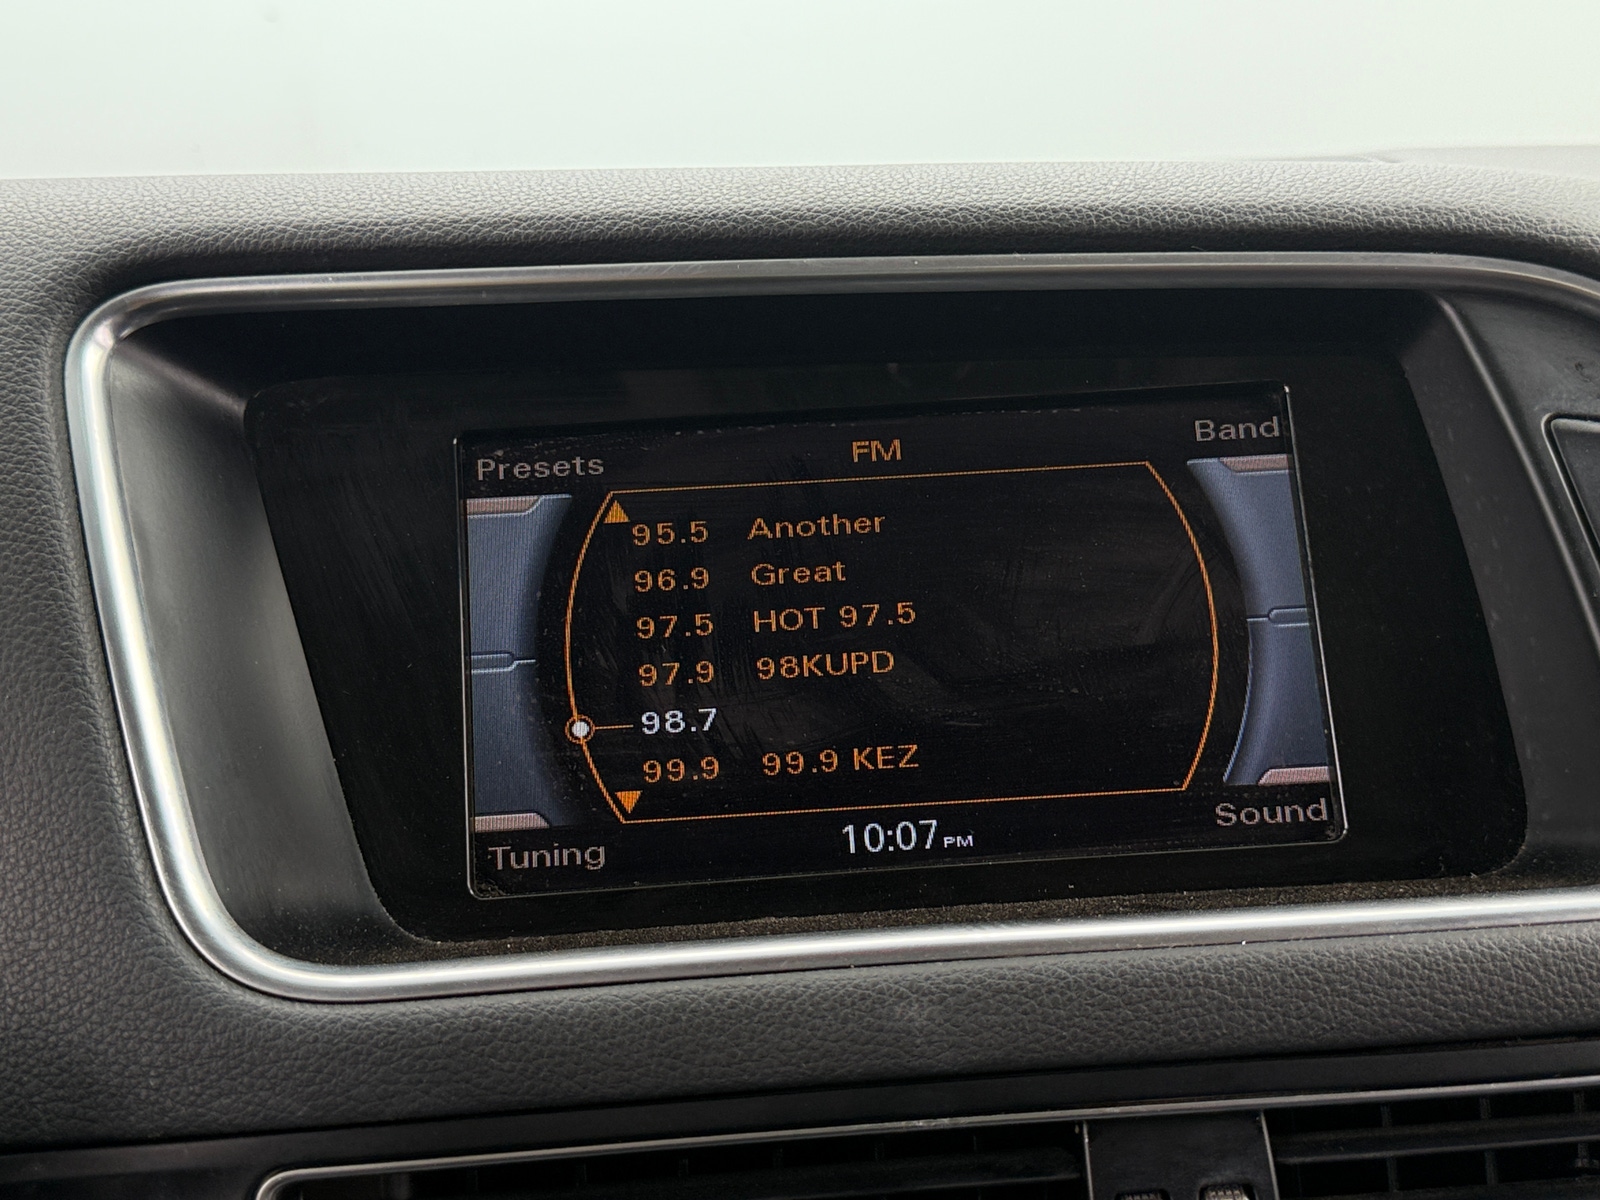 Presets
FM
Band
95.5 Another
96.9 Great
97.5 HOT 97.5
97.9 98KUPD
98.7
99.9 99.9 KEZ
Tuning
10:07 PM
Sound